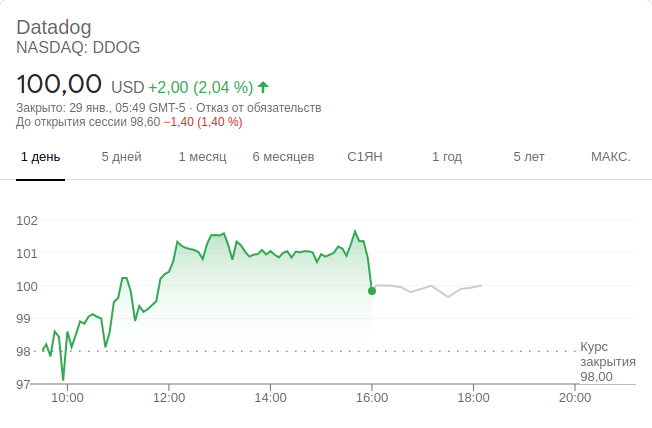 Datadog
NASDAQ: DDOG
100,00 USD +2,00 (2,04 %)
Закрыто: 29 янв., 05:49 GMT-5 · Отказ от обязательств
До открытия сессии 98,60 −1,40 (1,40 %)
1 день 5 дней 1 месяц 6 месяцев С1ЯН 1 год 5 лет МАКС.
102
101
100
99
98
97
Курс
закрытия
98,00
10:00 12:00 14:00 16:00 18:00 20:00